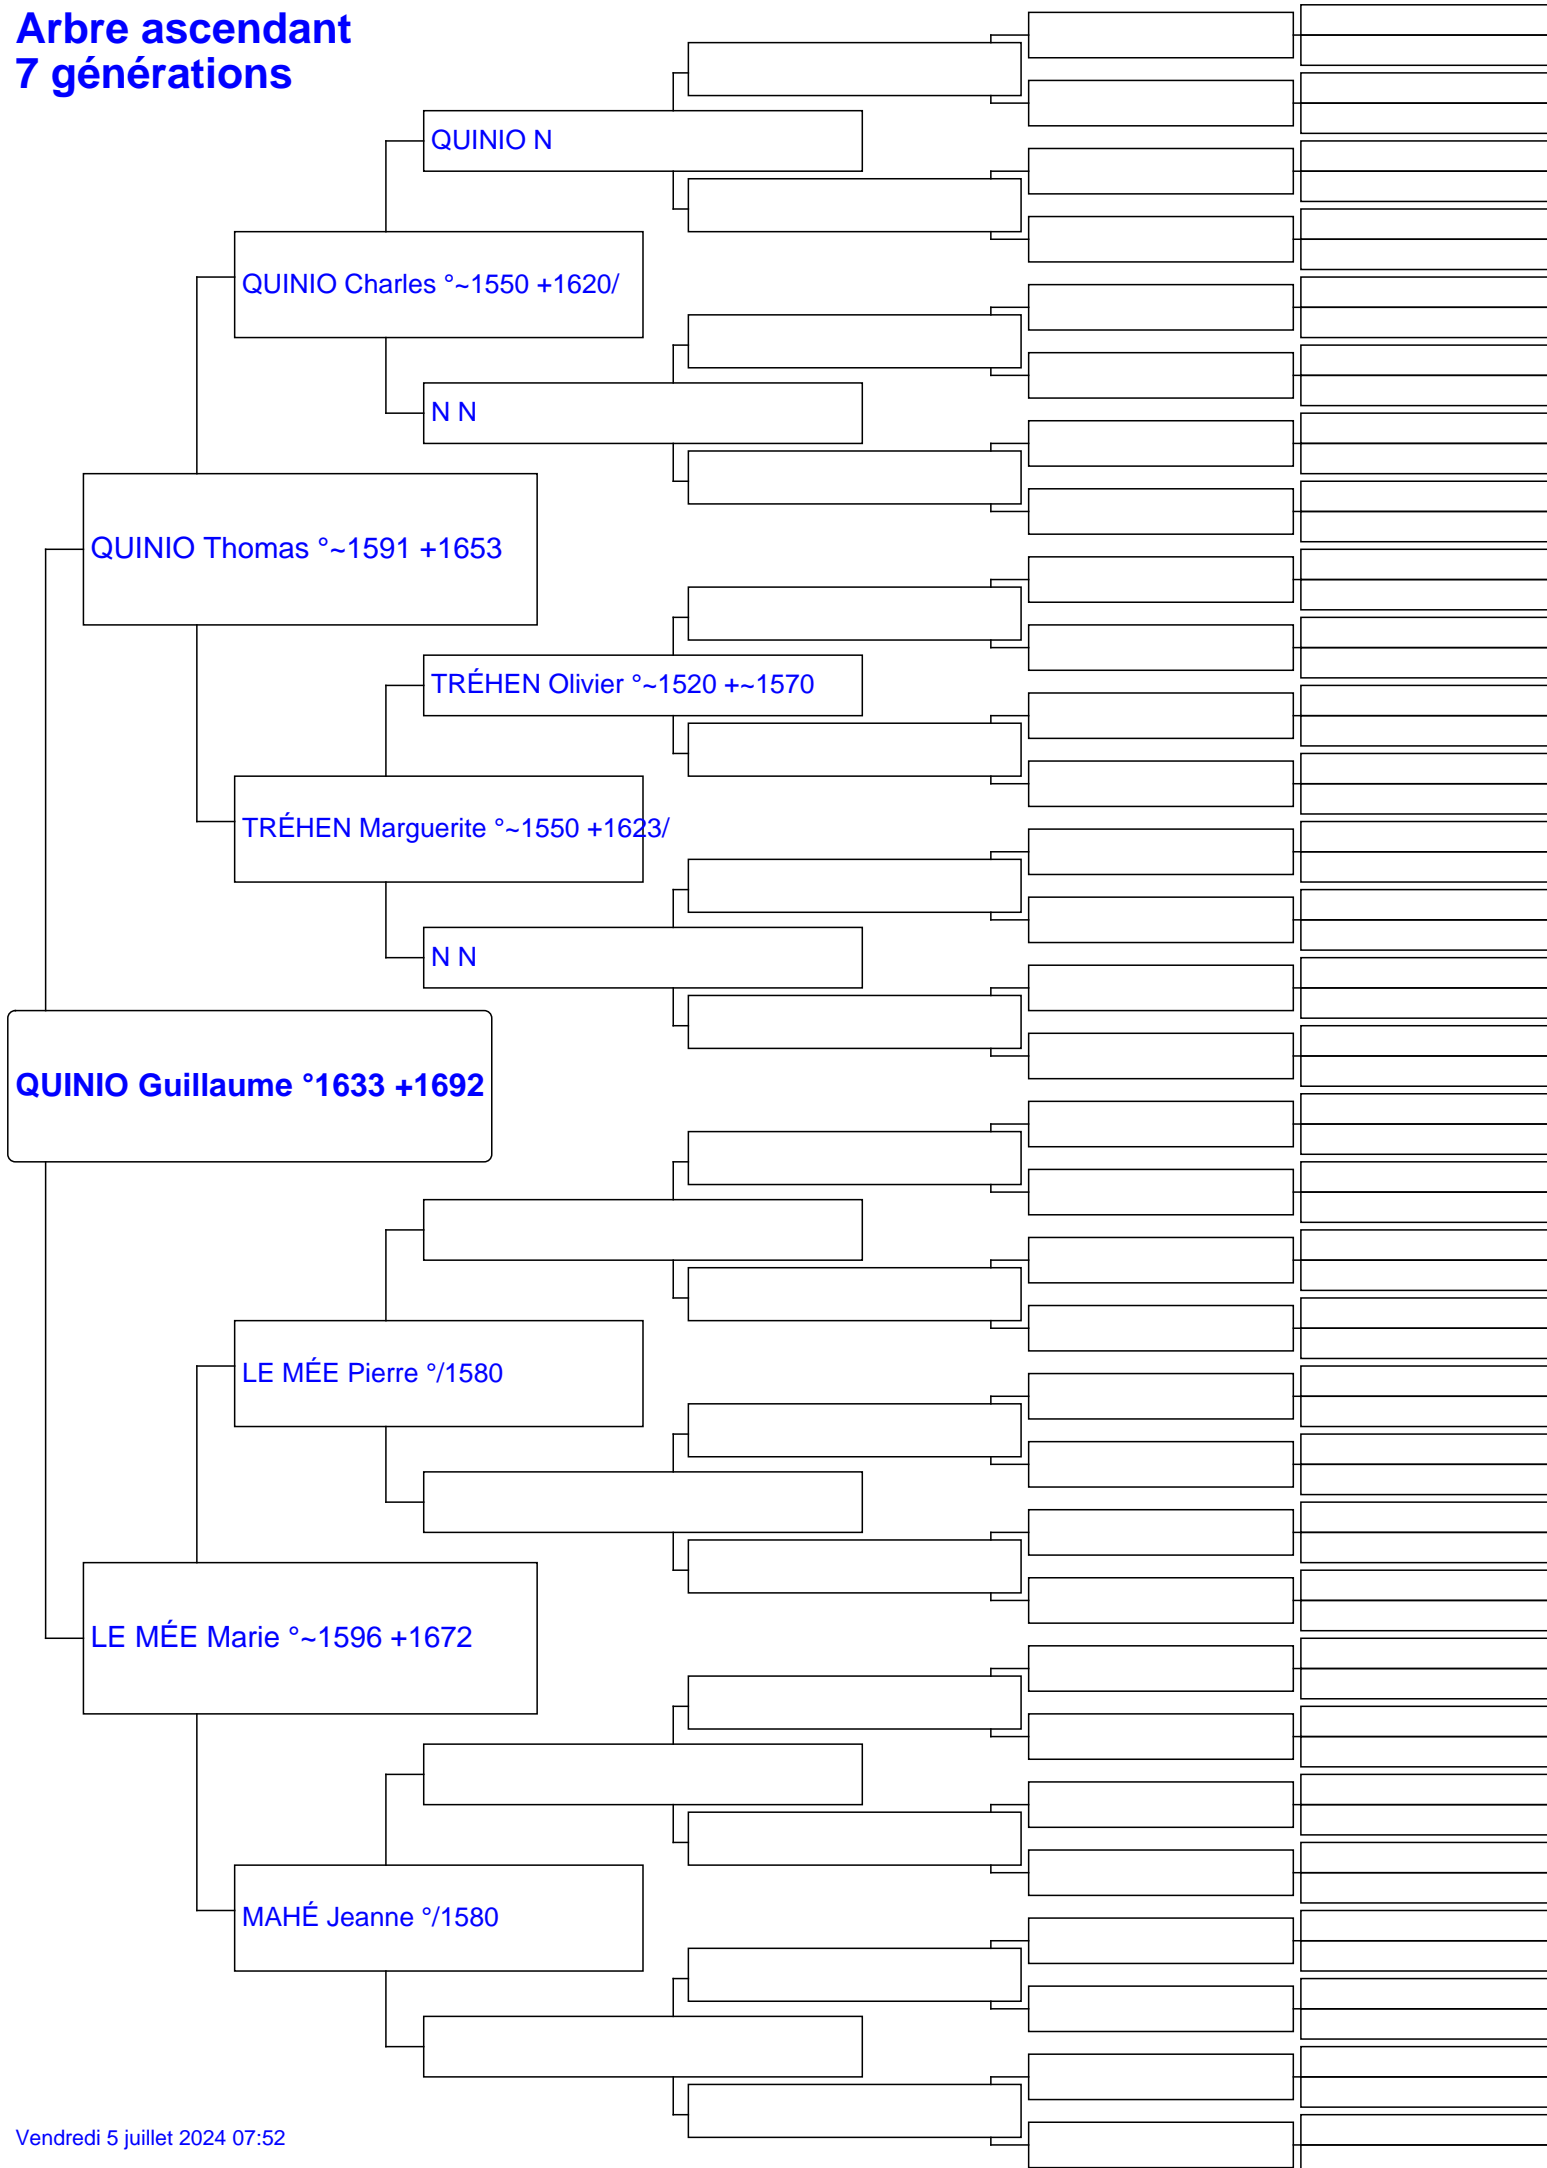 Arbre ascendant
7 générations
QUINIO N
QUINIO Charles °~1550 +1620/
N N
QUINIO Thomas °~1591 +1653
TRÉHEN Olivier °~1520 +~1570
TRÉHEN Marguerite °~1550 +1623/
N N
QUINIO Guillaume °1633 +1692
LE MÉE Pierre °/1580
LE MÉE Marie °~1596 +1672
MAHÉ Jeanne °/1580
Vendredi 5 juillet 2024 07:52